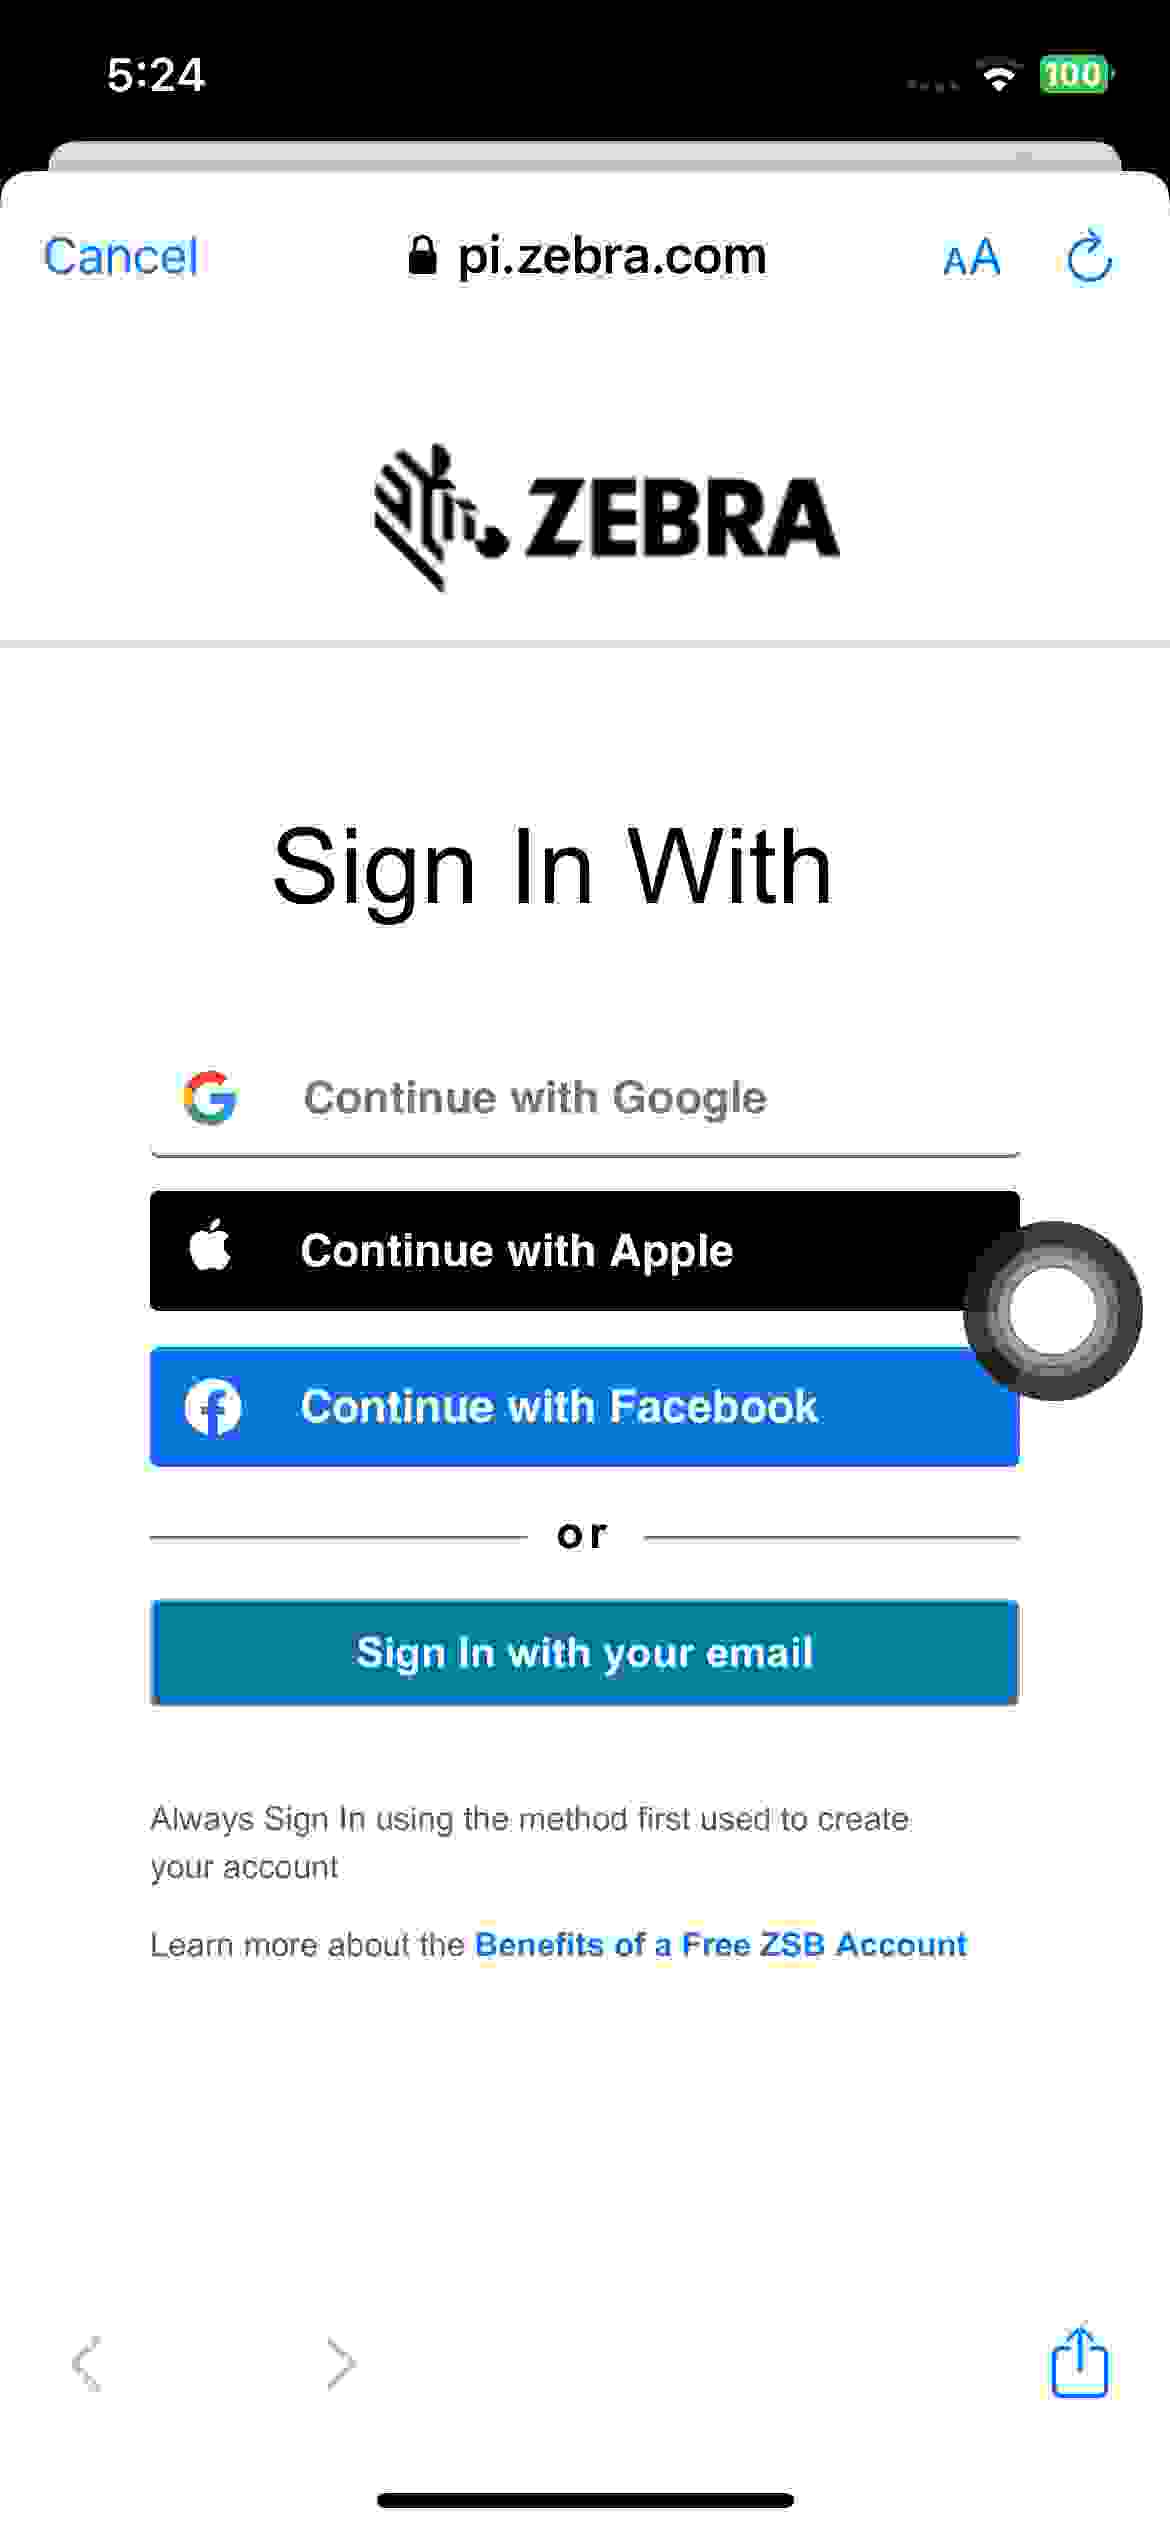 5:24
100
Cancel
pi.zebra.com
AA
ZEBRA
Sign In With
Continue with Google
Continue with Apple
Continue with Facebook
or
Sign In with your email
Always Sign In using the method first used to create
your account
Learn more about the Benefits of a Free ZSB Account